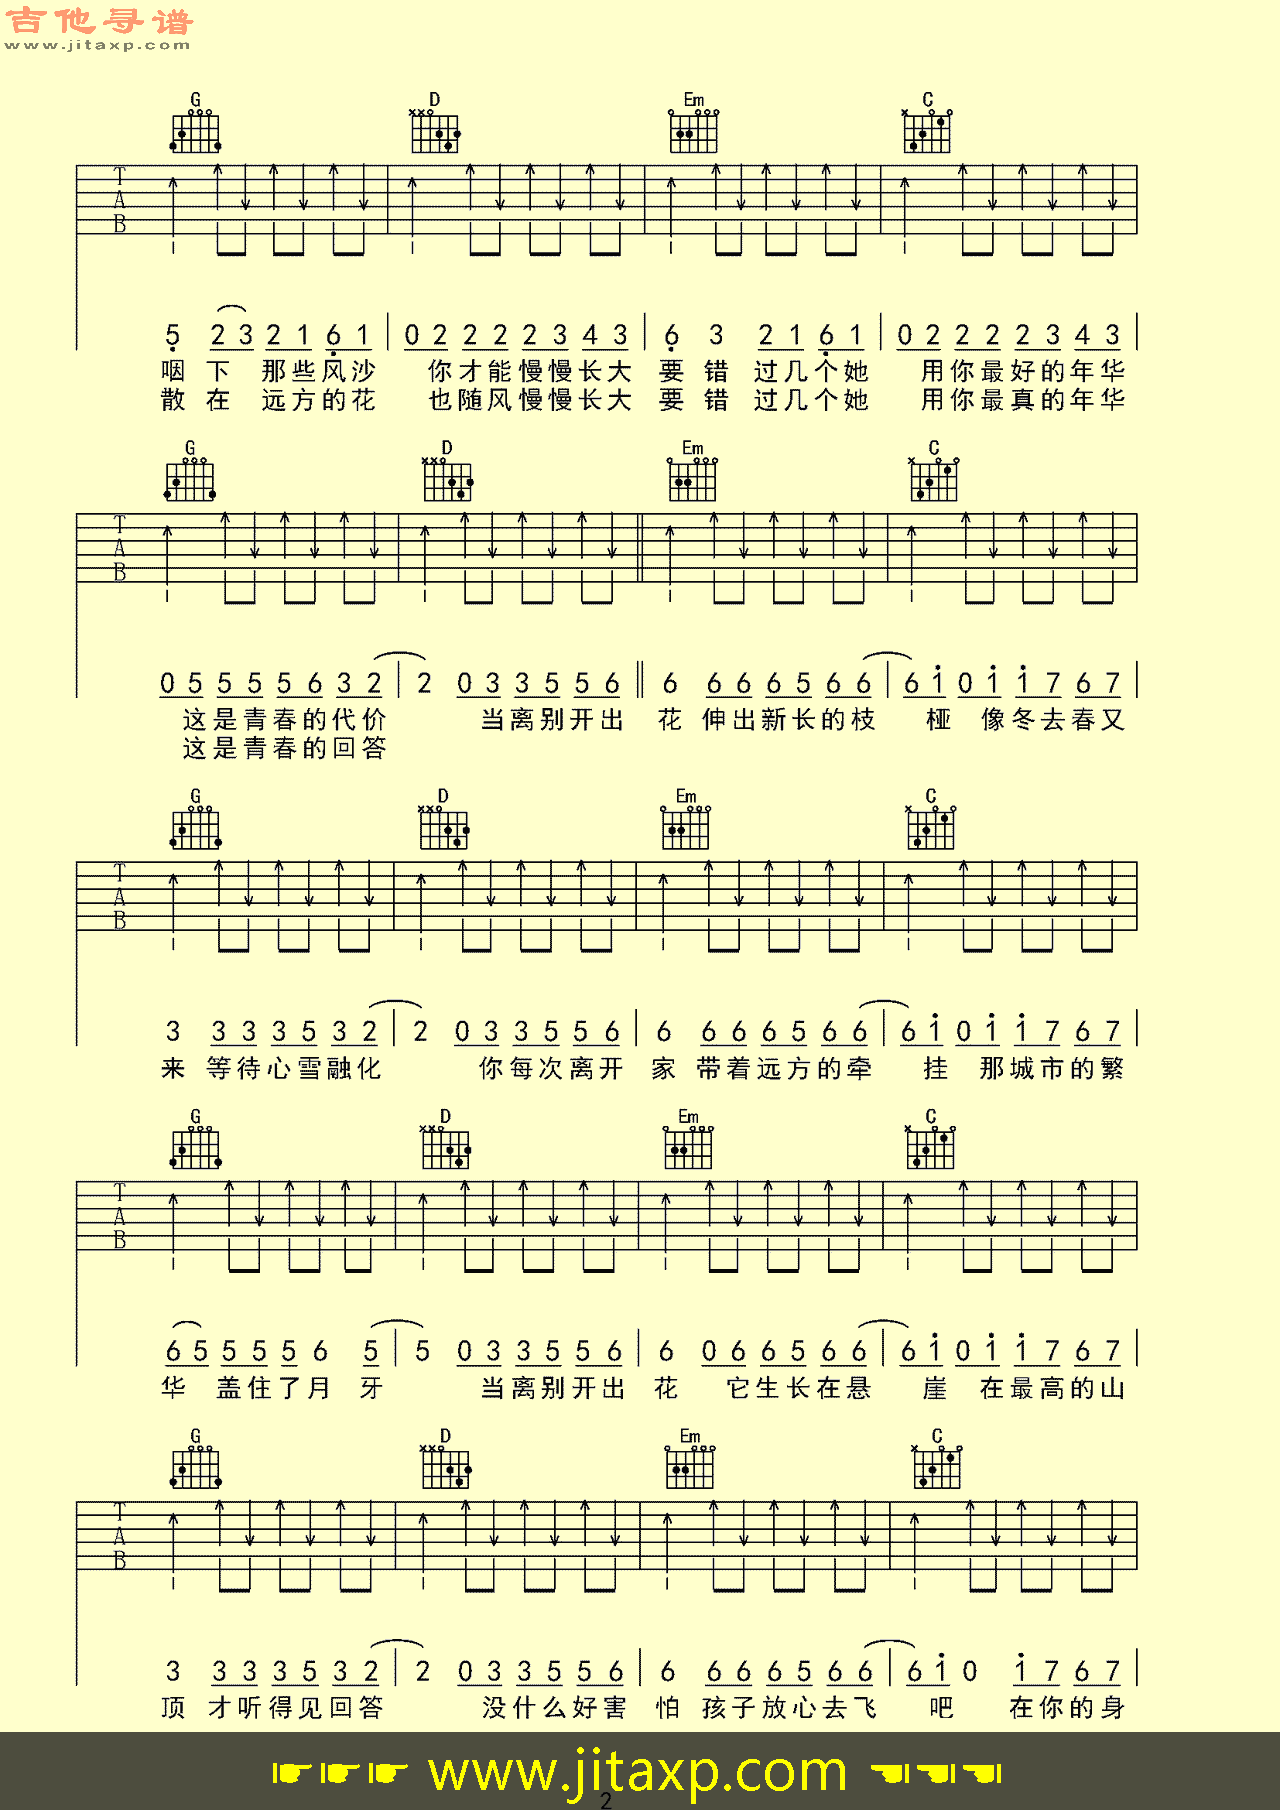 吉他寻谱
www.jitaxp.com
G D Em C
T
A
B
5 2 3 2 1 6 1 | 0 2 2 2 2 3 4 3 | 6 3 2 1 6 1 | 0 2 2 2 2 3 4 3 |
咽下 那些风沙 你才能慢慢长大 要错过几个她 用你最好的年华
散在 远方的花 也随风慢慢长大 要错过几个她 用你最真的年华
G D Em C
T
A
B
0 5 5 5 5 6 3 2 | 2 0 3 3 5 5 6 || 6 6 6 6 5 6 6 | 6 1 0 1 1 7 6 7 |
这是青春的代价 当离别开出 花 伸出新长的枝 桠 像冬去春又
这是青春的回答
G D Em C
T
A
B
3 3 3 3 5 3 2 | 2 0 3 3 5 5 6 | 6 6 6 6 5 6 6 | 6 1 0 1 1 7 6 7 |
来 等待心雪融化 你每次离开 家 带着远方的牵 挂 那城市的繁
G D Em C
T
A
B
6 5 5 5 5 6 5 | 5 0 3 3 5 5 6 | 6 0 6 6 5 6 6 | 6 1 0 1 1 7 6 7 |
华 盖住了月 牙 当离别开出 花 它生长在悬 崖 在最高的山
G D Em C
T
A
B
3 3 3 3 5 3 2 | 2 0 3 3 5 5 6 | 6 6 6 6 5 6 6 | 6 1 0 1 7 6 7 |
顶 才听得见回答 没什么好害 怕 孩子放心去飞 吧 在你的身
www.jitaxp.com
2